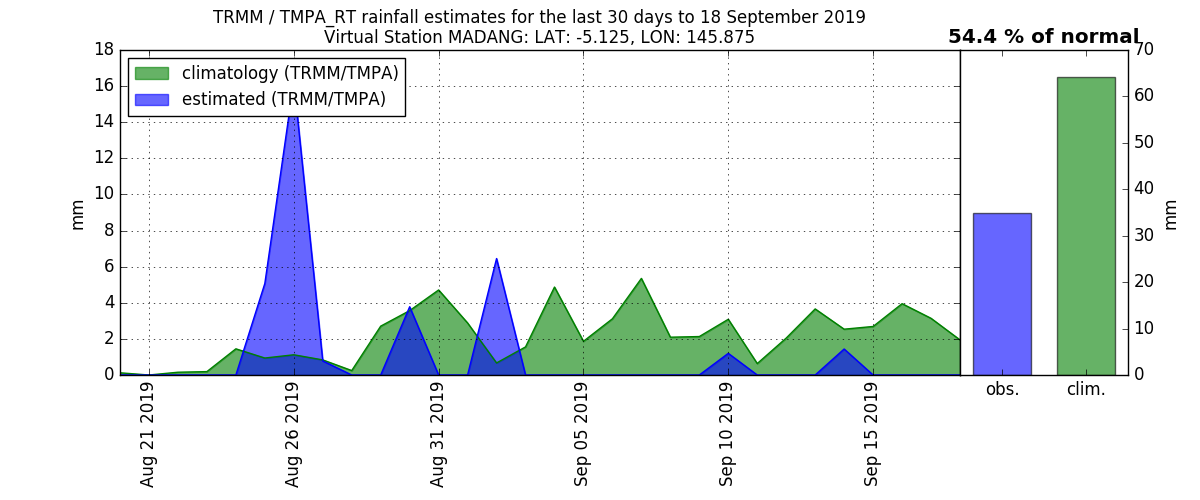 TRMM / TMPA_RT rainfall estimates for the last 30 days to 18 September 2019
Virtual Station MADANG: LAT: -5.125, LON: 145.875
54.4 % of normal
climatology (TRMM/TMPA)
estimated (TRMM/TMPA)
mm
18
16
14
12
10
8
6
4
2
0
Aug 21 2019
Aug 26 2019
Aug 31 2019
Sep 05 2019
Sep 10 2019
Sep 15 2019
70
60
50
40
30
20
10
0
mm
obs.
clim.